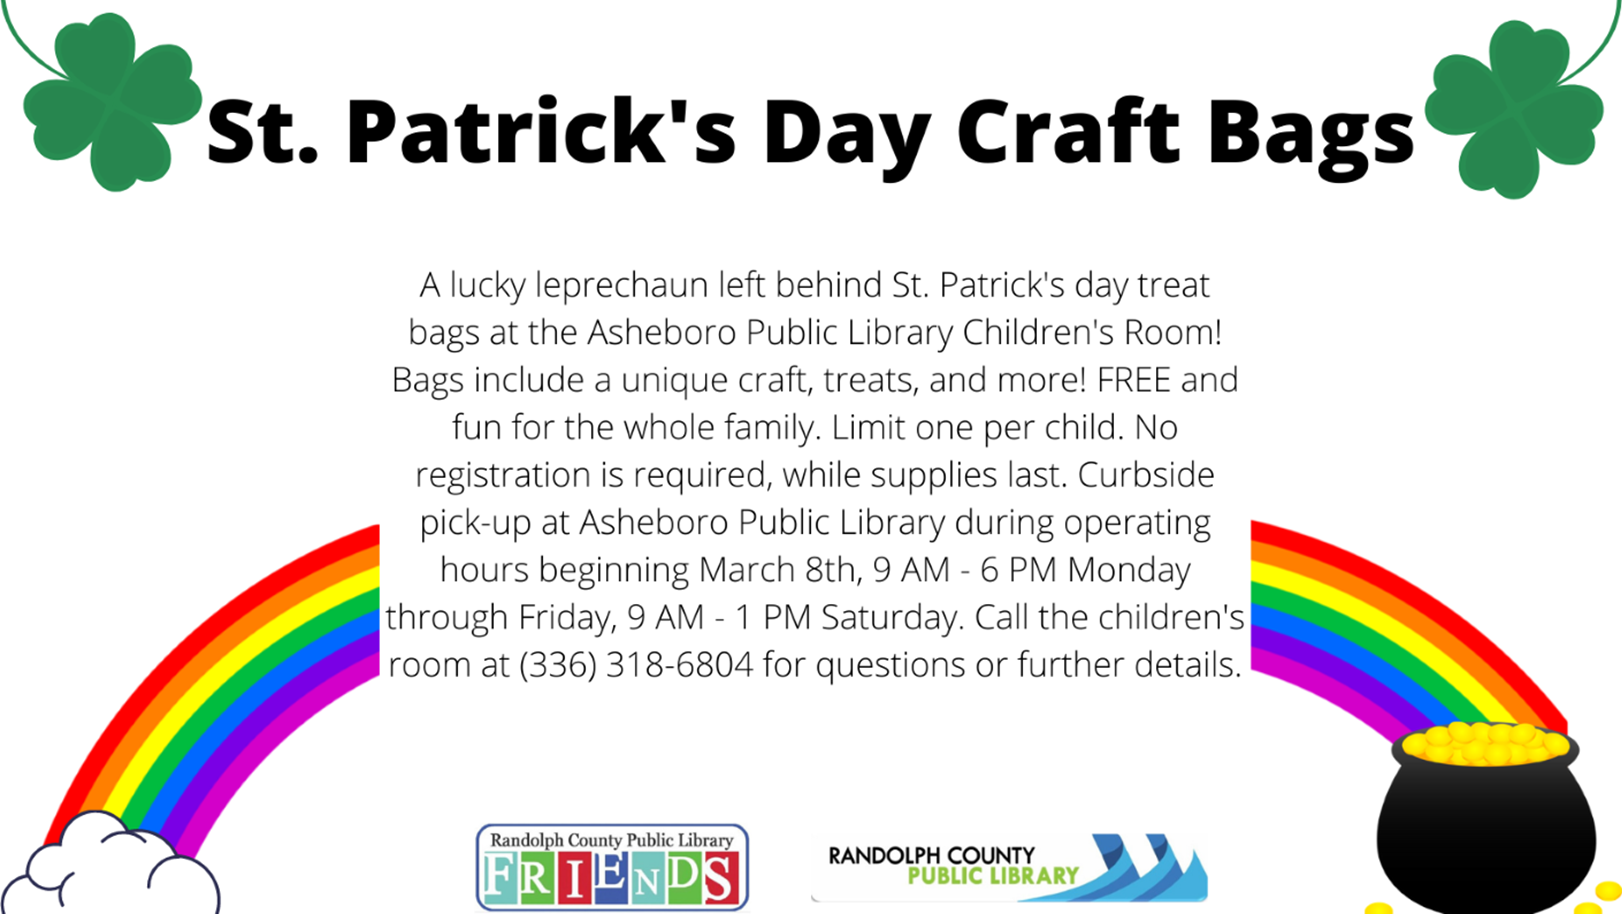 St. Patrick's Day Craft Bags
A lucky leprechaun left behind St. Patrick's day treat
bags at the Asheboro Public Library Children's Room!
Bags include a unique craft, treats, and more! FREE and
fun for the whole family. Limit one per child. No
registration is required, while supplies last. Curbside
pick-up at Asheboro Public Library during operating
hours beginning March 8th, 9 AM - 6 PM Monday
through Friday, 9 AM - 1 PM Saturday. Call the children's
room at (336) 318-6804 for questions or further details.
Randolph County Public Library
FRIENDS
RANDOLPH COUNTY
PUBLIC LIBRARY